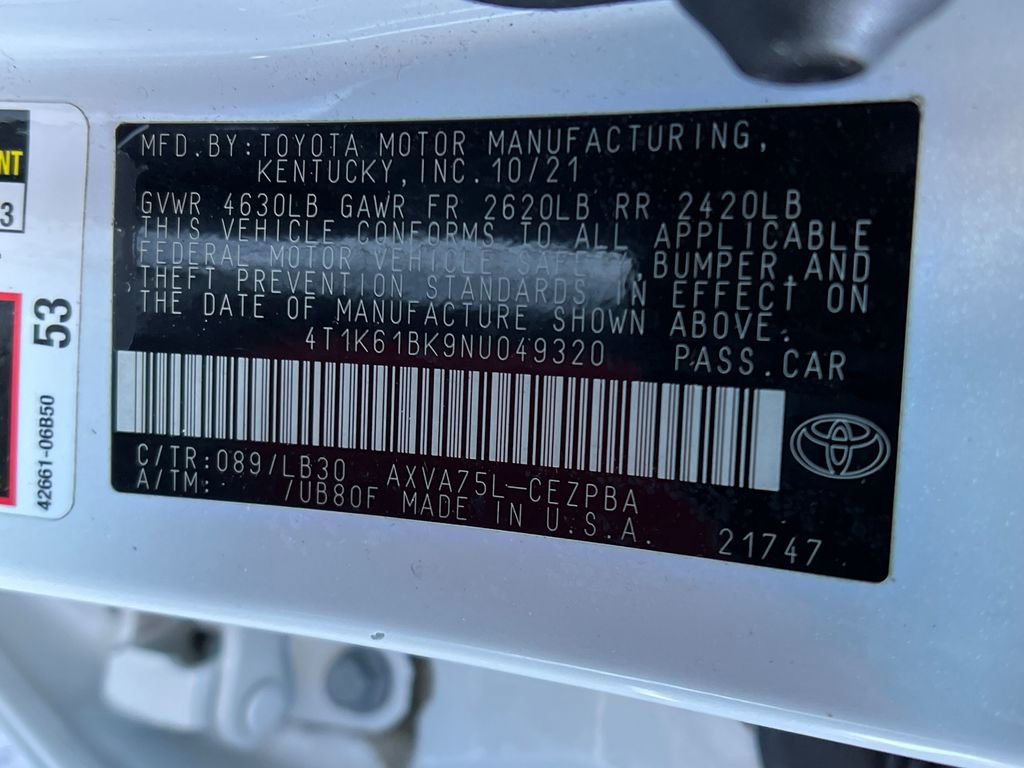 MFD.BY:TOYOTA MOTOR MANUFACTURING,
KENTUCKY,INC.10/21
GVWR 4630LB GAWR FR 2620LB RR 2420LB
THIS VEHICLE CONFORMS TO ALL APPLICABLE
FEDERAL MOTOR VEHICLE SAFETY,BUMPER,AND
THEFT PREVENTION STANDARDS IN EFFECT ON
THE DATE OF MANUFACTURE SHOWN ABOVE.
4T1K61BK9NU049320 PASS.CAR
C/TR:089/LB30 AXVA75L-CEZPBA
A/TM: /UB80F MADE IN U.S.A.
21747
NT
3
53
42661-06B50